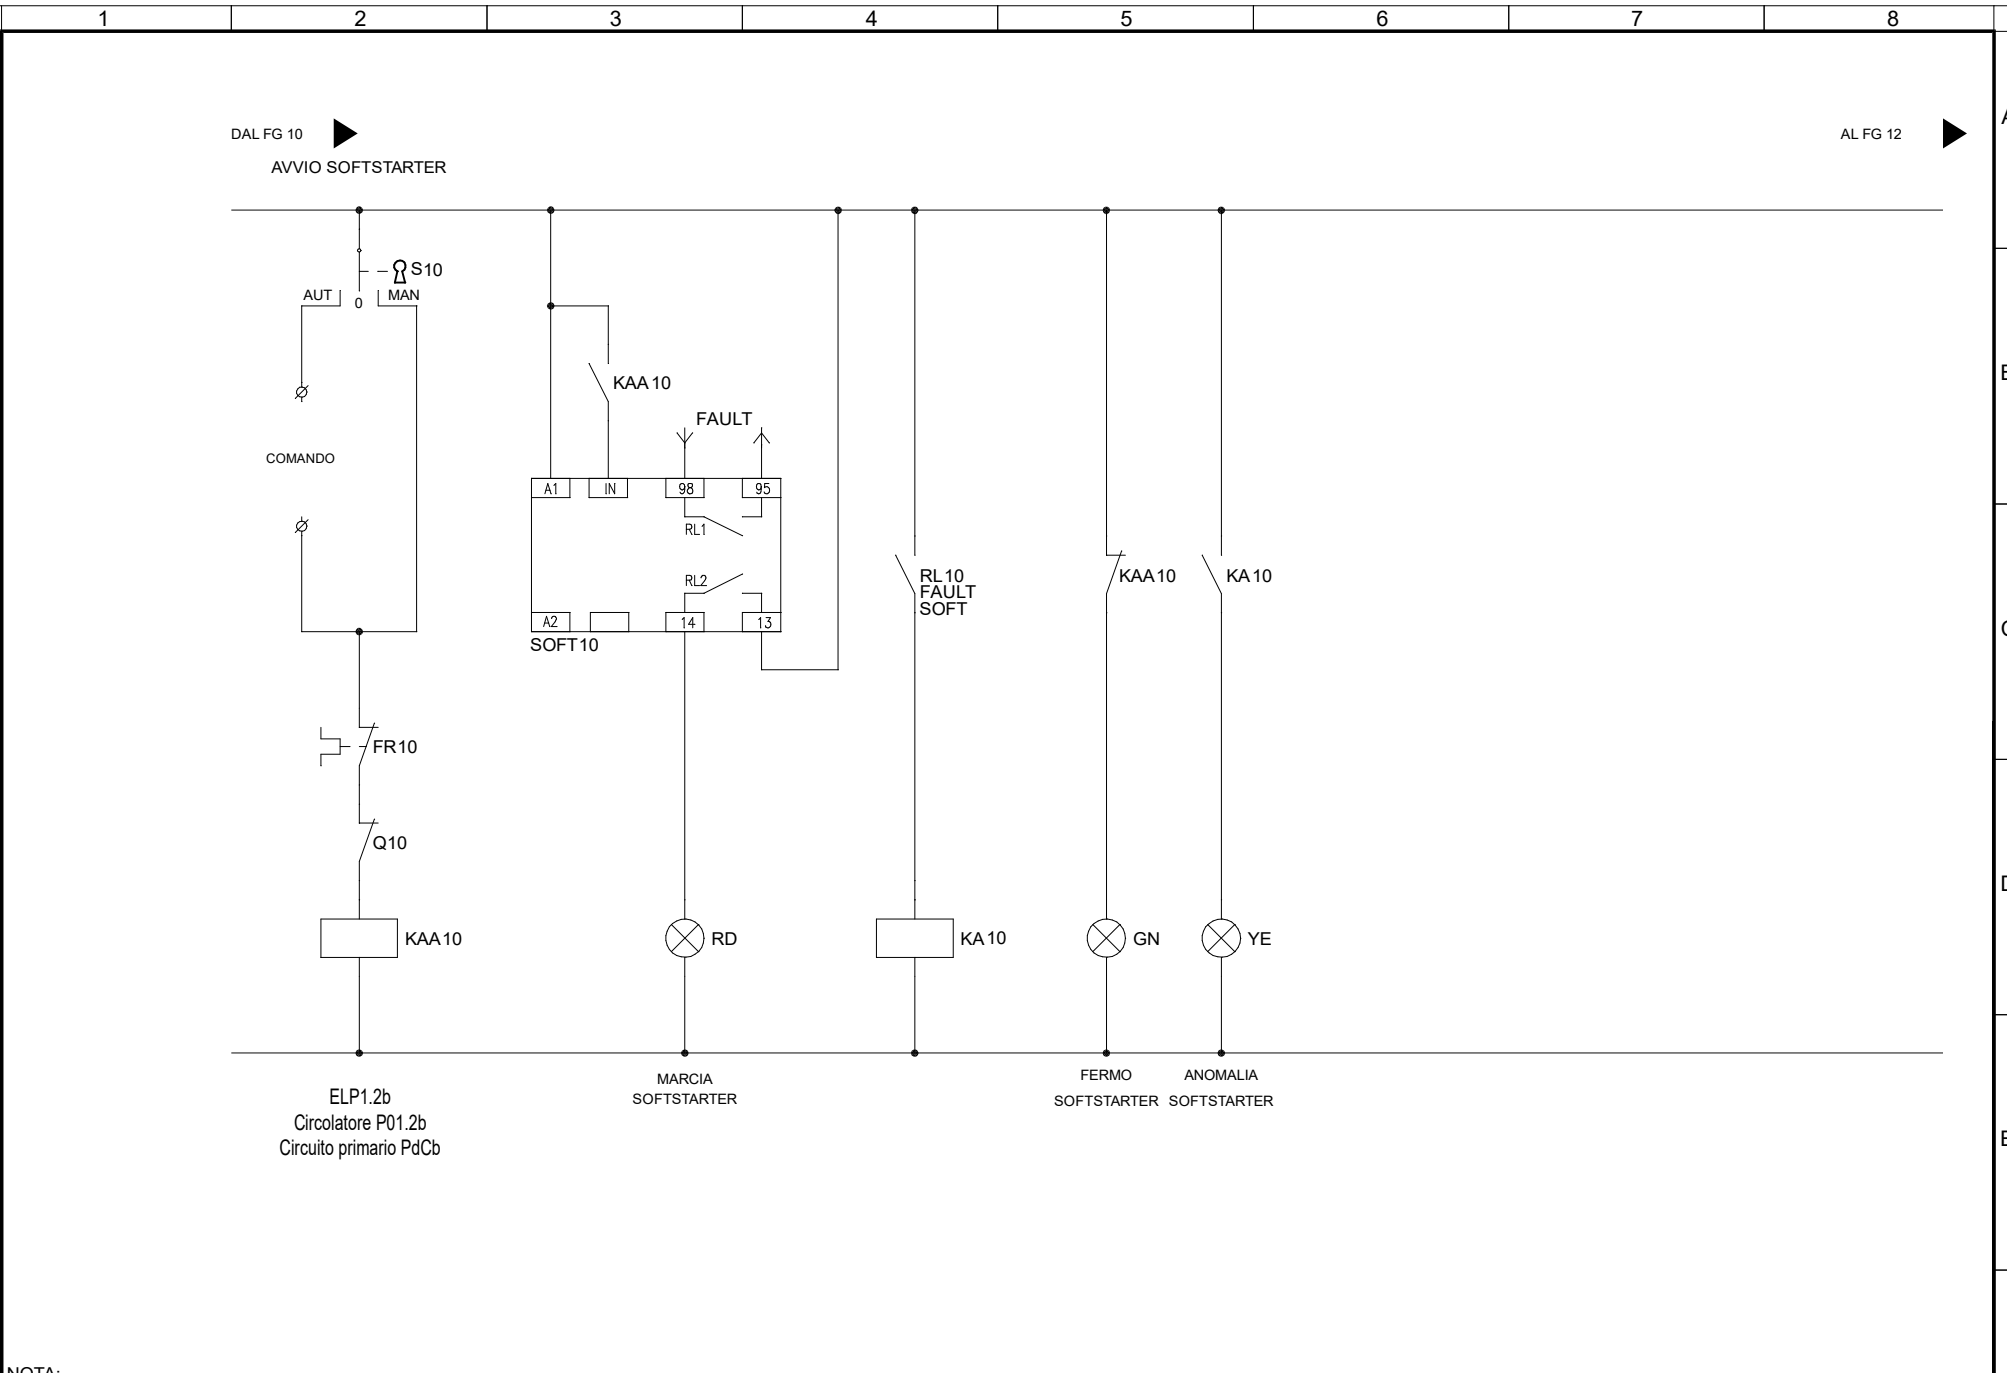 1 2 3 4 5 6 7 8
DAL FG 10
AL FG 12
AVVIO SOFTSTARTER
S10
AUT 0 MAN
KAA10
FAULT
COMANDO
A1 IN 98 95
RL1
RL2
RL10
FAULT
SOFT
KAA10
KA10
A2 14 13
SOFT10
FR10
Q10
KAA10
RD
KA10
GN
YE
MARCIA
SOFTSTARTER
FERMO
SOFTSTARTER
ANOMALIA
SOFTSTARTER
ELP1.2b
Circolatore P01.2b
Circuito primario PdCb